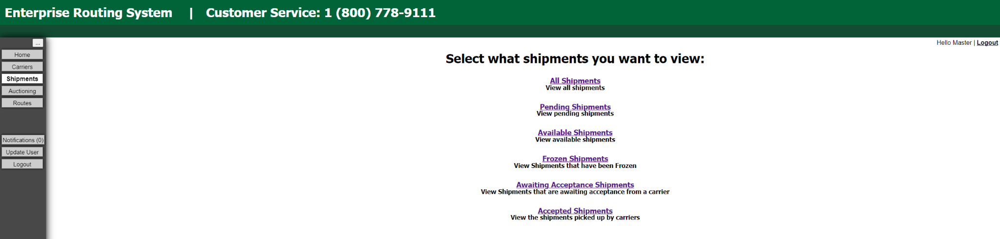 Enterprise Routing System | Customer Service: 1 (800) 778-9111
...
Hello Master | Logout
Home
Carriers
Shipments
Auctioning
Routes
Notifications (0)
Update User
Logout
Select what shipments you want to view:
All Shipments
View all shipments
Pending Shipments
View pending shipments
Available Shipments
View available shipments
Frozen Shipments
View Shipments that have been Frozen
Awaiting Acceptance Shipments
View Shipments that are awaiting acceptance from a carrier
Accepted Shipments
View the shipments picked up by carriers